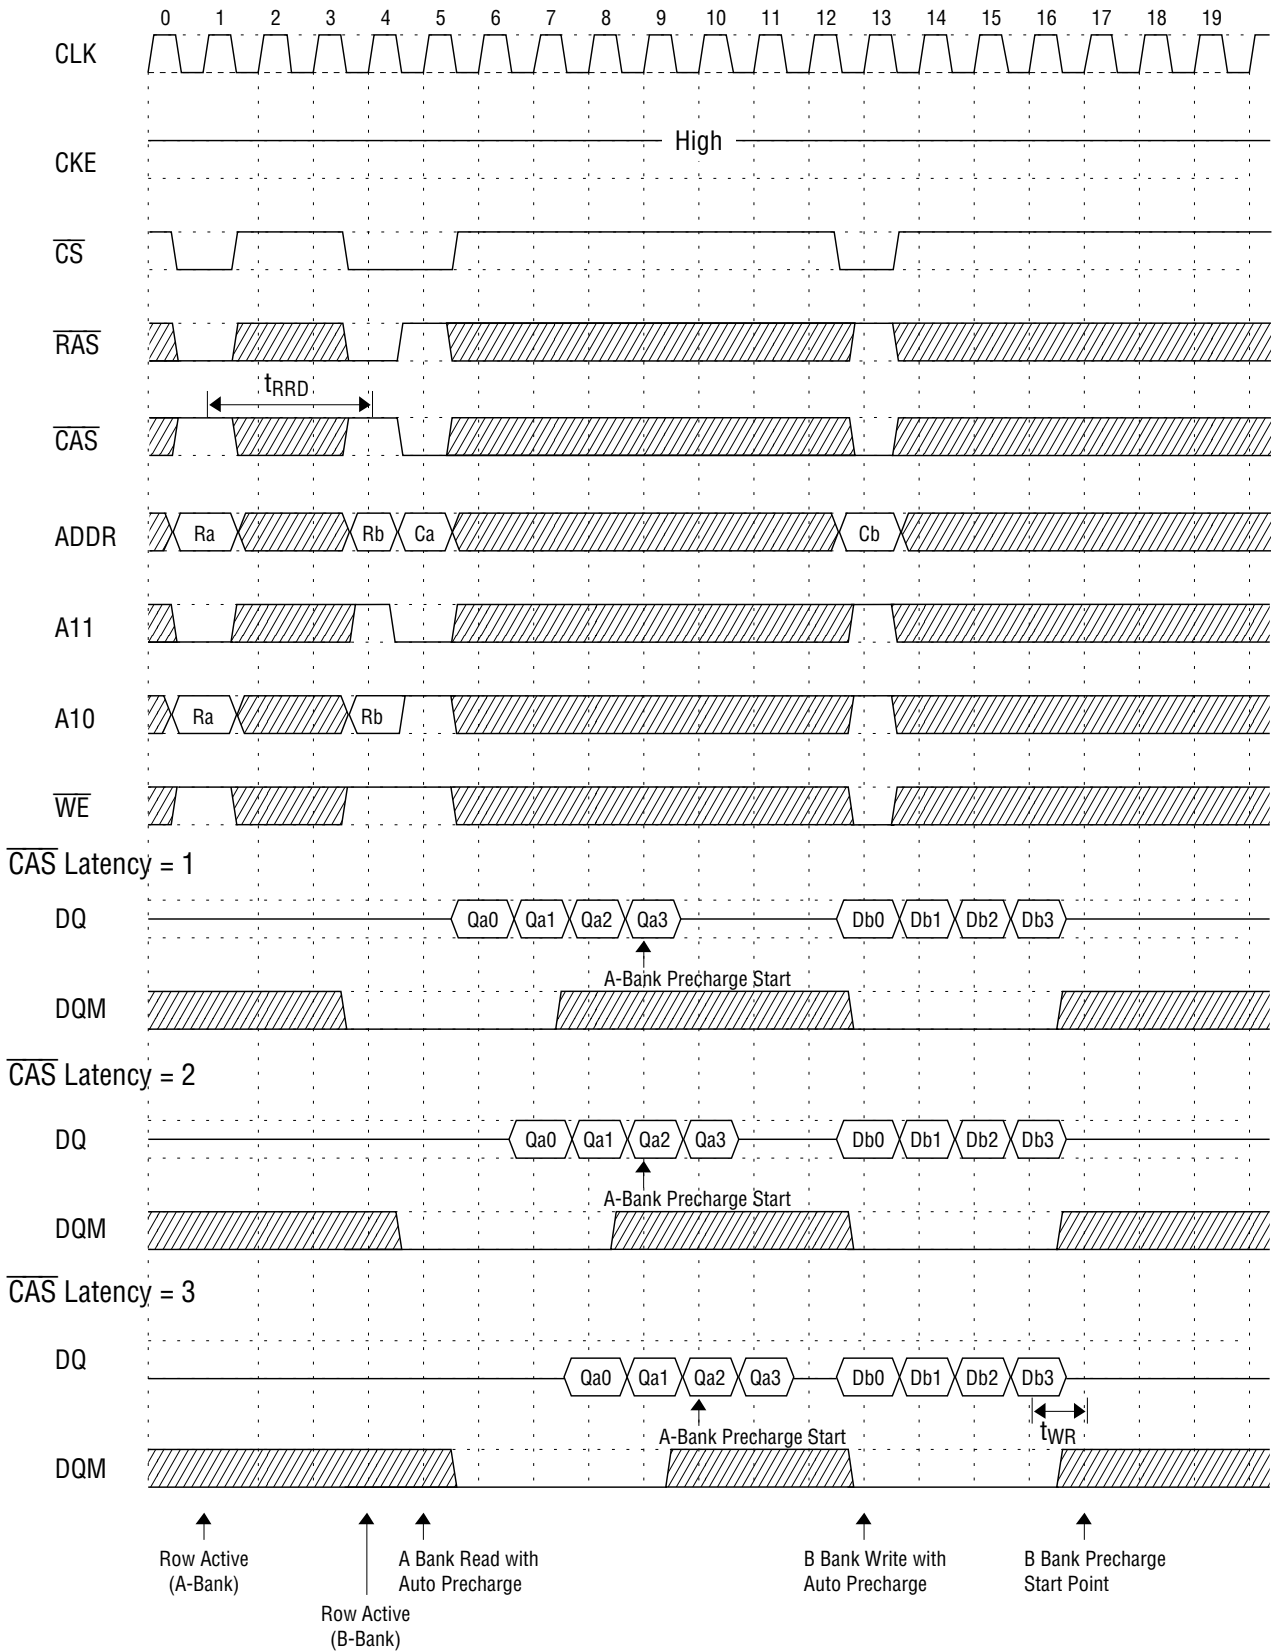 0 1 2 3 4 5 6 7 8 9 10 11 12 13 14 15 16 17 18 19
CLK
High
CKE
CS
RAS
tRRD
CAS
ADDR Ra Rb Ca Cb
A11
A10 Ra Rb
WE
CAS Latency = 1
DQ Qa0 Qa1 Qa2 Qa3 Db0 Db1 Db2 Db3
A-Bank Precharge Start
DQM
CAS Latency = 2
DQ Qa0 Qa1 Qa2 Qa3 Db0 Db1 Db2 Db3
A-Bank Precharge Start
DQM
CAS Latency = 3
DQ Qa0 Qa1 Qa2 Qa3 Db0 Db1 Db2 Db3
A-Bank Precharge Start tWR
DQM
Row Active
(A-Bank)
Row Active
(B-Bank)
A Bank Read with
Auto Precharge
B Bank Write with
Auto Precharge
B Bank Precharge
Start Point